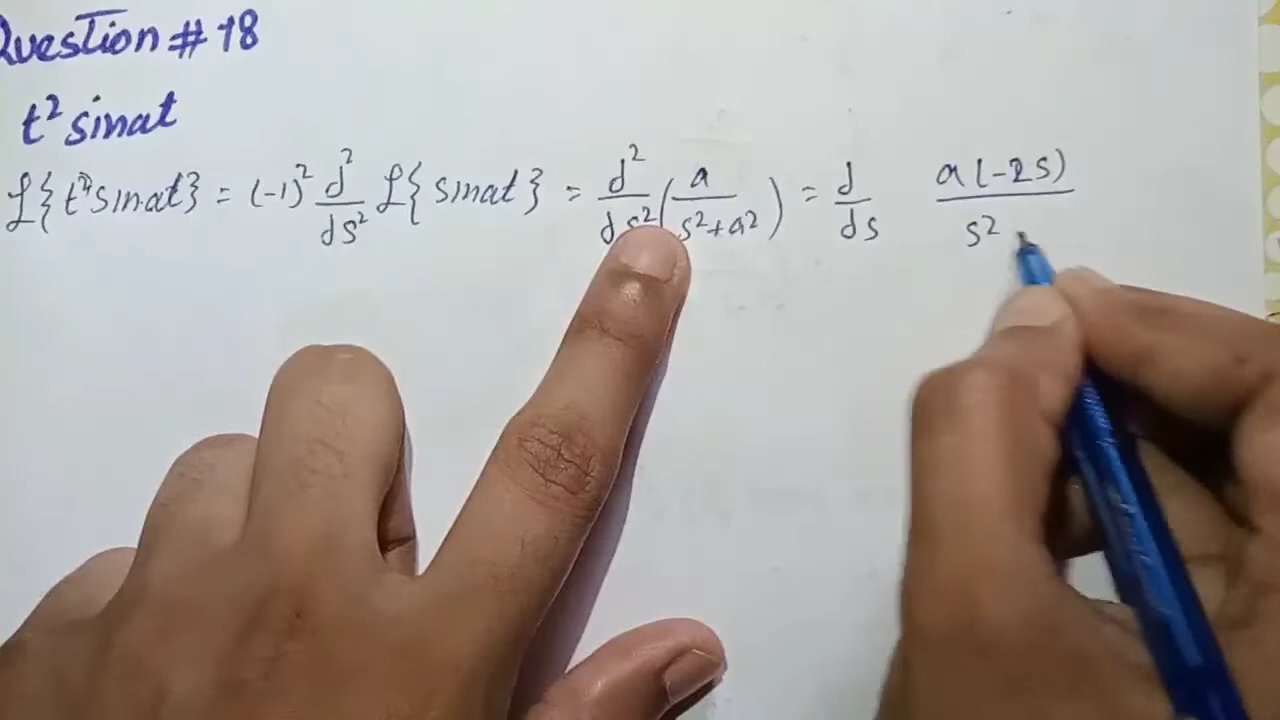 Question # 18
t² sinat
£{t²sinat} = (-1)² d²/ds² £{sinat} = d²/ds² (a/s²+a²) = d/ds a(-2s)/s²